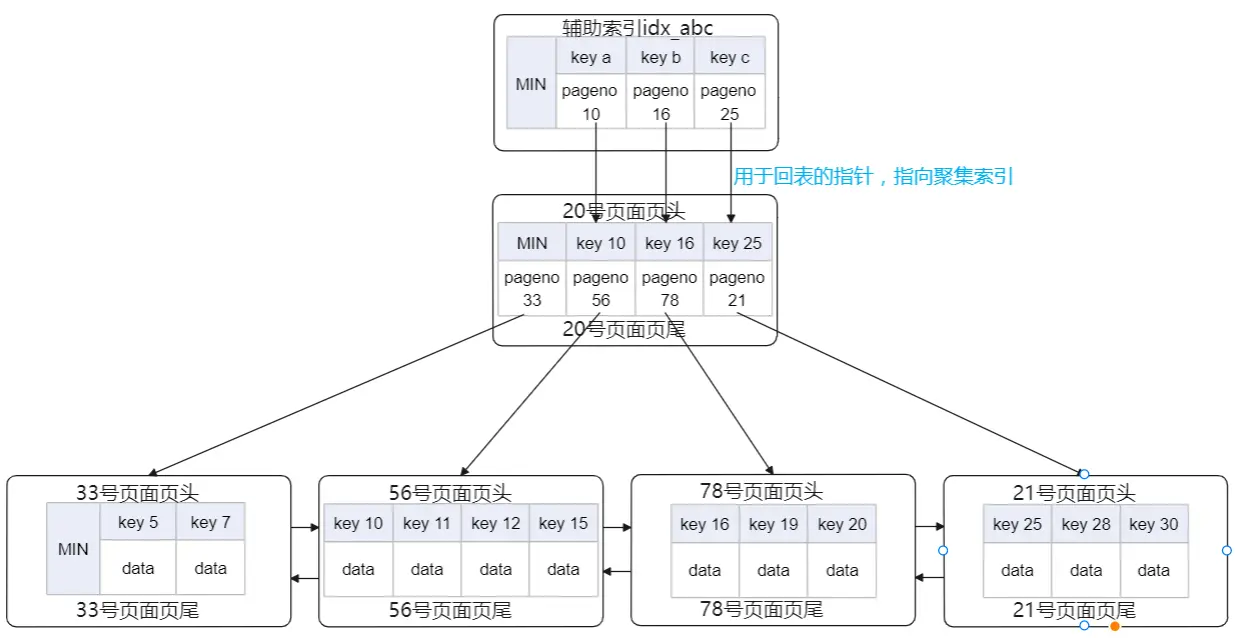 辅助索引idx_abc
key a key b key c
MIN
pageno pageno pageno
10 16 25
用于回表的指针，指向聚集索引
20号页面页头
MIN key 10 key 16 key 25
pageno pageno pageno pageno
33 56 78 21
20号页面页尾
33号页面页头
key 5 key 7
MIN
data data
33号页面页尾
56号页面页头
key 10 key 11 key 12 key 15
data data data data
56号页面页尾
78号页面页头
key 16 key 19 key 20
data data data
78号页面页尾
21号页面页头
key 25 key 28 key 30
data data data
21号页面页尾